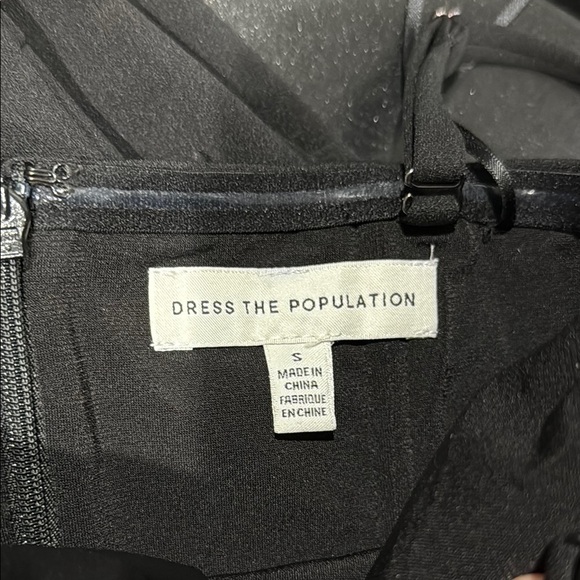 DRESS THE POPULATION
S
MADE IN
CHINA
FABRIQUE
EN CHINE